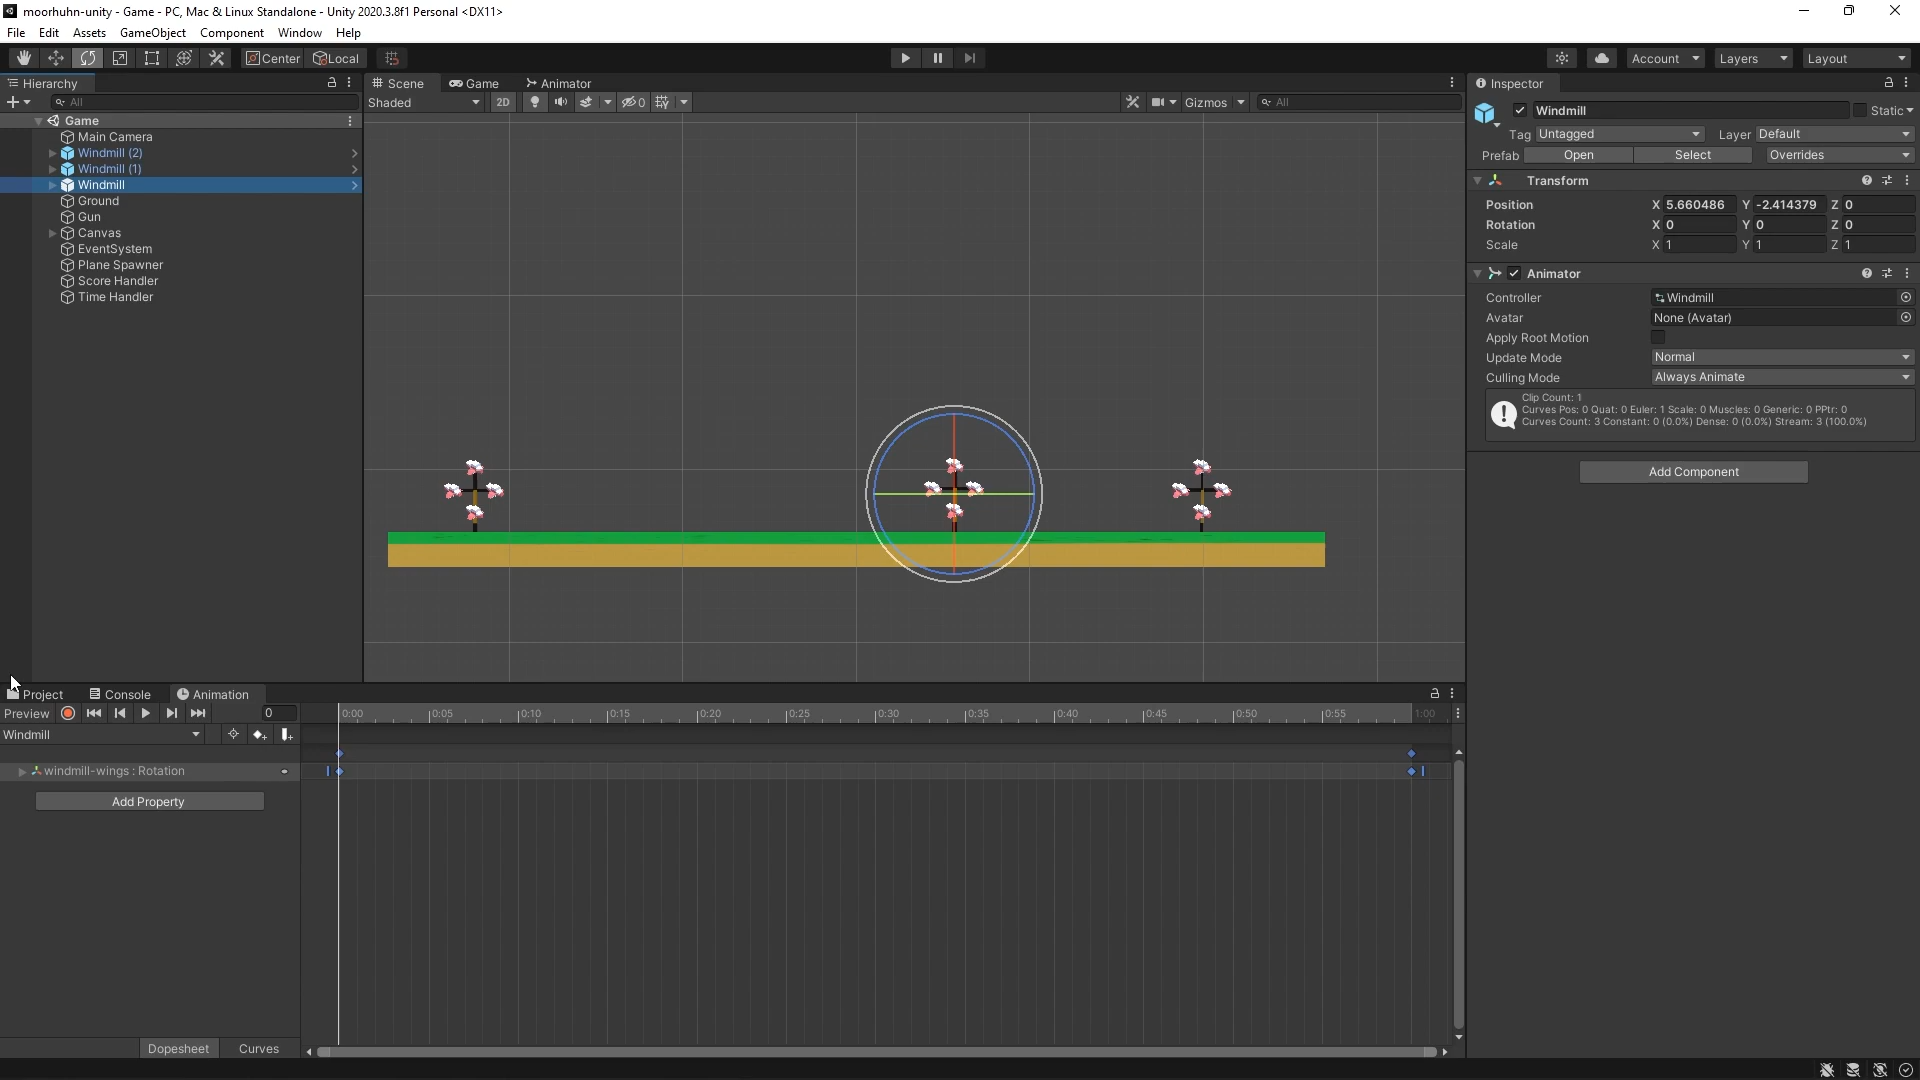 moorhuhn-unity - Game - PC, Mac & Linux Standalone - Unity 2020.3.8f1 Personal <DX11>
File Edit Assets GameObject Component Window Help
Center Local Account Layers Layout
Hierarchy
All
Game
Main Camera
Windmill (2)
Windmill (1)
Windmill
Ground
Gun
Canvas
EventSystem
Plane Spawner
Score Handler
Time Handler
Scene Game Animator
Shaded 2D 0 Gizmos All
Inspector
Windmill Static
Tag Untagged Layer Default
Prefab Open Select Overrides
Transform
Position X 5.660486 Y -2.414379 Z 0
Rotation X 0 Y 0 Z 0
Scale X 1 Y 1 Z 1
Animator
Controller Windmill
Avatar None (Avatar)
Apply Root Motion
Update Mode Normal
Culling Mode Always Animate
Clip Count: 1
Curves Pos: 0 Quat: 0 Euler: 1 Scale: 0 Muscles: 0 Generic: 0 PPtr: 0
Curves Count: 3 Constant: 0 (0.0%) Dense: 0 (0.0%) Stream: 3 (100.0%)
Add Component
Project Console Animation
Preview 0 0:00 0:05 0:10 0:15 0:20 0:25 0:30 0:35 0:40 0:45 0:50 0:55 1:00
Windmill
windmill-wings : Rotation
Add Property
Dopesheet Curves